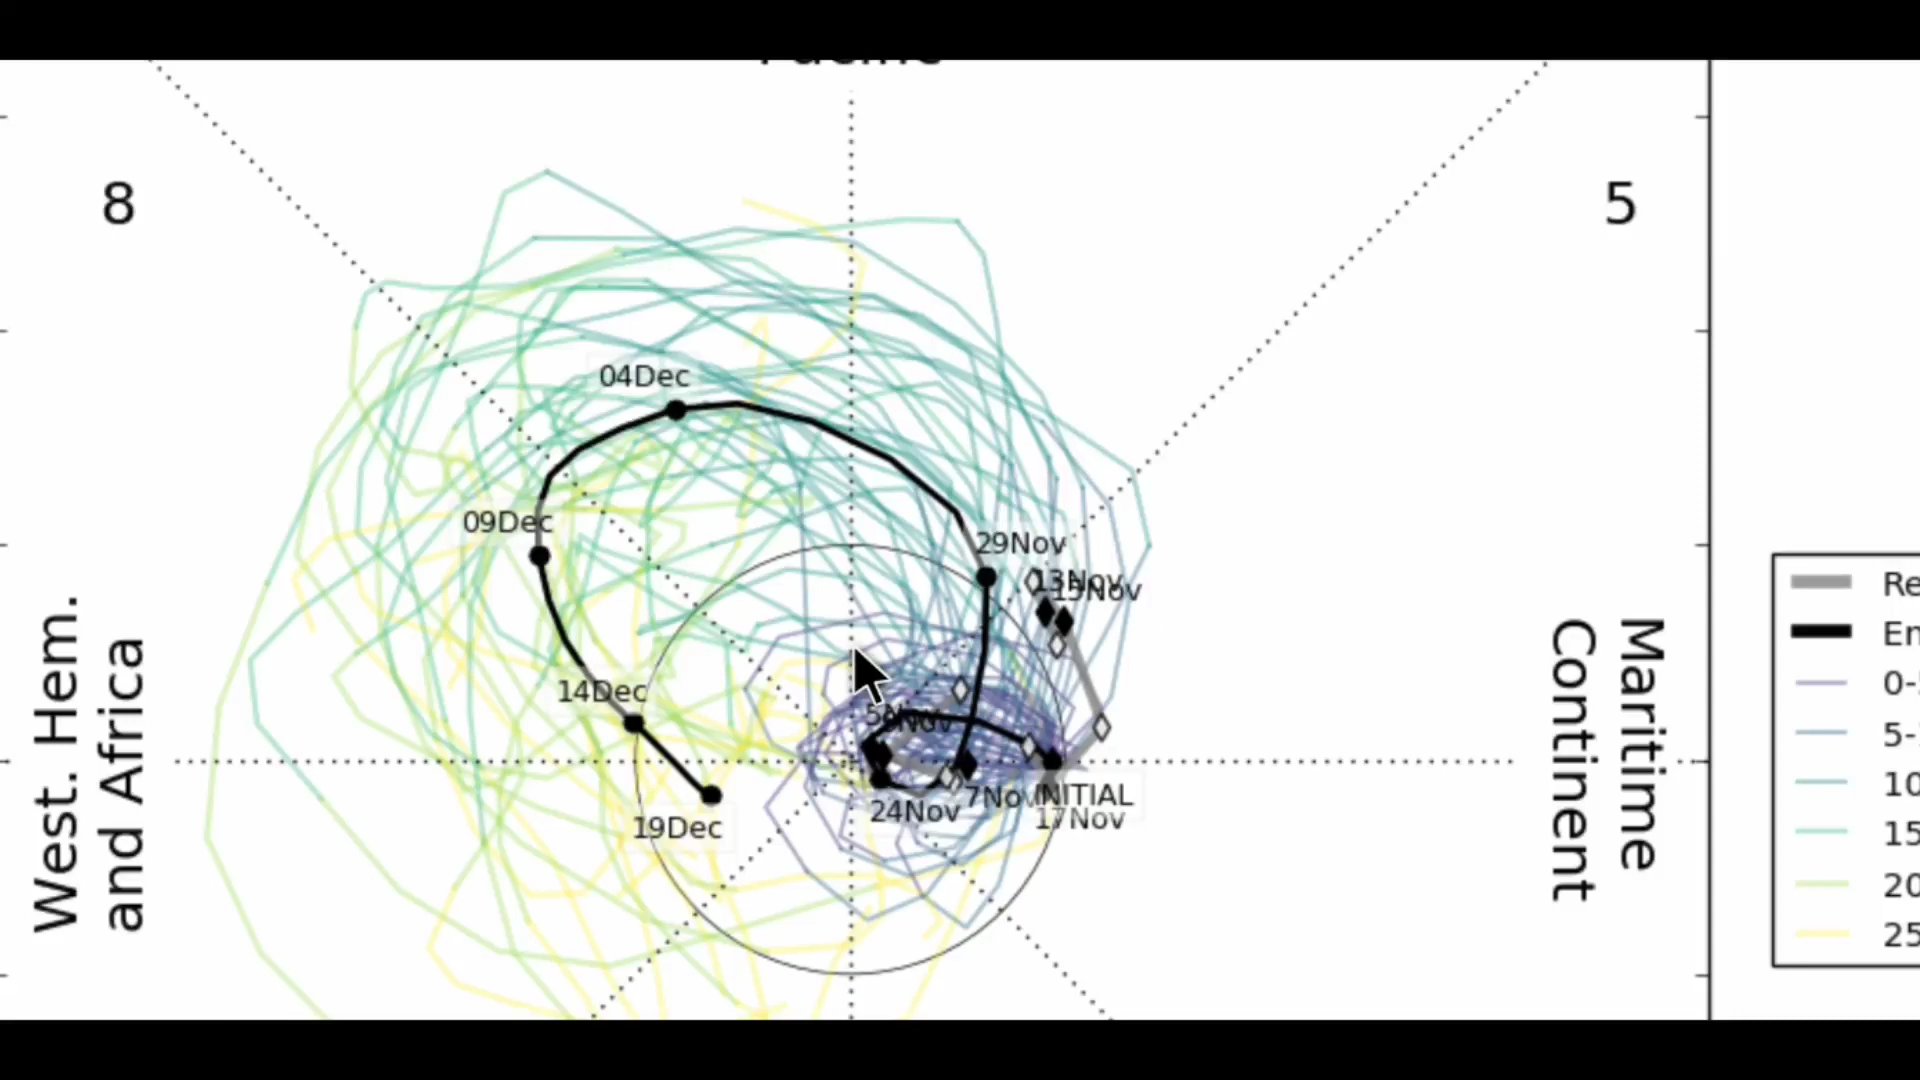 8
5
04Dec
09Dec
29Nov
13Nov
14Dec
24Nov
INITIAL
17Nov
19Dec
West. Hem.
and Africa
Maritime
Continent
Re
En
0-
5-
10
15
20
25